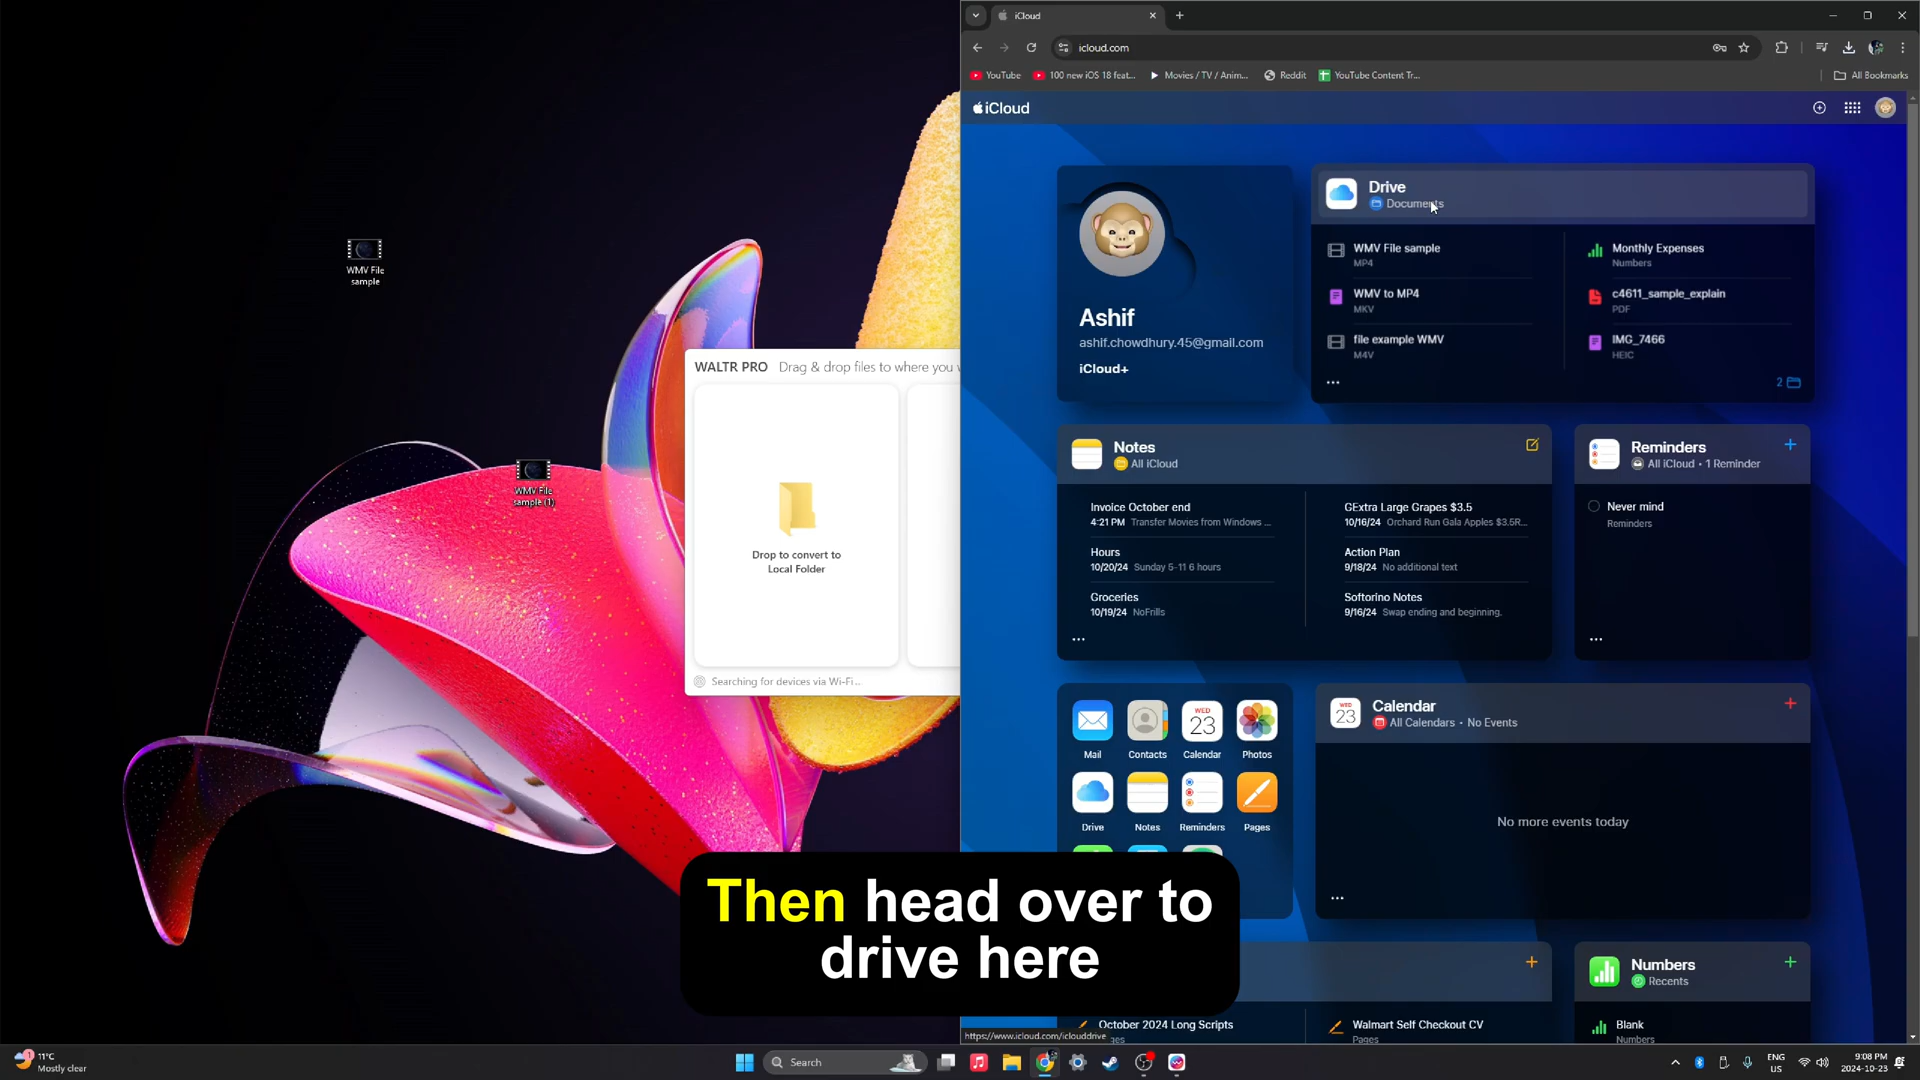 iCloud
icloud.com
YouTube
100 new iOS 18 feat...
Movies / TV / Anim...
Reddit
YouTube Content Tr...
All Bookmarks
iCloud
WMV File
sample
WMV File
sample (1)
WALTR PRO
Drag & drop files to where you
Drop to convert to
Local Folder
Searching for devices via Wi-Fi...
Ashif
ashif.chowdhury.45@gmail.com
iCloud+
Drive
Documents
WMV File sample
MP4
WMV to MP4
MKV
file example WMV
M4V
Monthly Expenses
Numbers
c4611_sample_explain
PDF
IMG_7466
HEIC
2
Notes
All iCloud
Invoice October end
4:21 PM Transfer Movies from Windows ...
Hours
10/20/24 Sunday 5-11 6 hours
Groceries
10/19/24 NoFrills
GExtra Large Grapes $3.5
10/16/24 Orchard Run Gala Apples $3.5R...
Action Plan
9/18/24 No additional text
Softorino Notes
9/16/24 Swap ending and beginning.
Reminders
All iCloud • 1 Reminder
Never mind
Reminders
Mail
Contacts
WED
23
Calendar
Photos
Drive
Notes
Reminders
Pages
WED
23
Calendar
All Calendars • No Events
No more events today
Then head over to
drive here
October 2024 Long Scripts
Walmart Self Checkout CV
Pages
Numbers
Recents
Blank
Numbers
https://www.icloud.com/iclouddrive
11°C
Mostly clear
Search
ENG
US
9:08 PM
2024-10-23